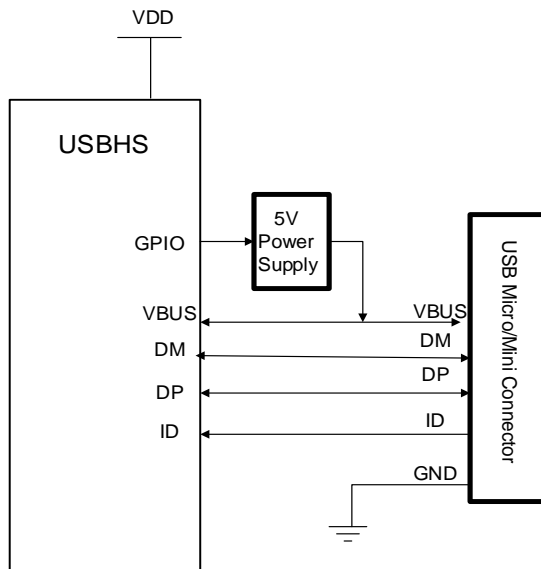 VDD
USBHS
GPIO
5V
Power
Supply
VBUS
VBUS
DM
DM
DP
DP
ID
ID
GND
USB Micro/Mini Connector